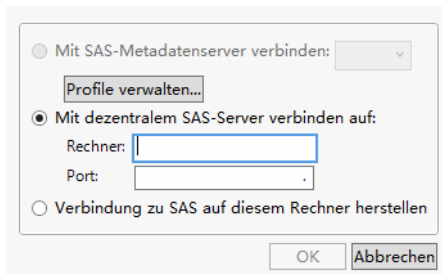 Mit SAS-Metadatenserver verbinden:
Profile verwalten...
Mit dezentralem SAS-Server verbinden auf:
Rechner:
Port: .
Verbindung zu SAS auf diesem Rechner herstellen
OK Abbrechen